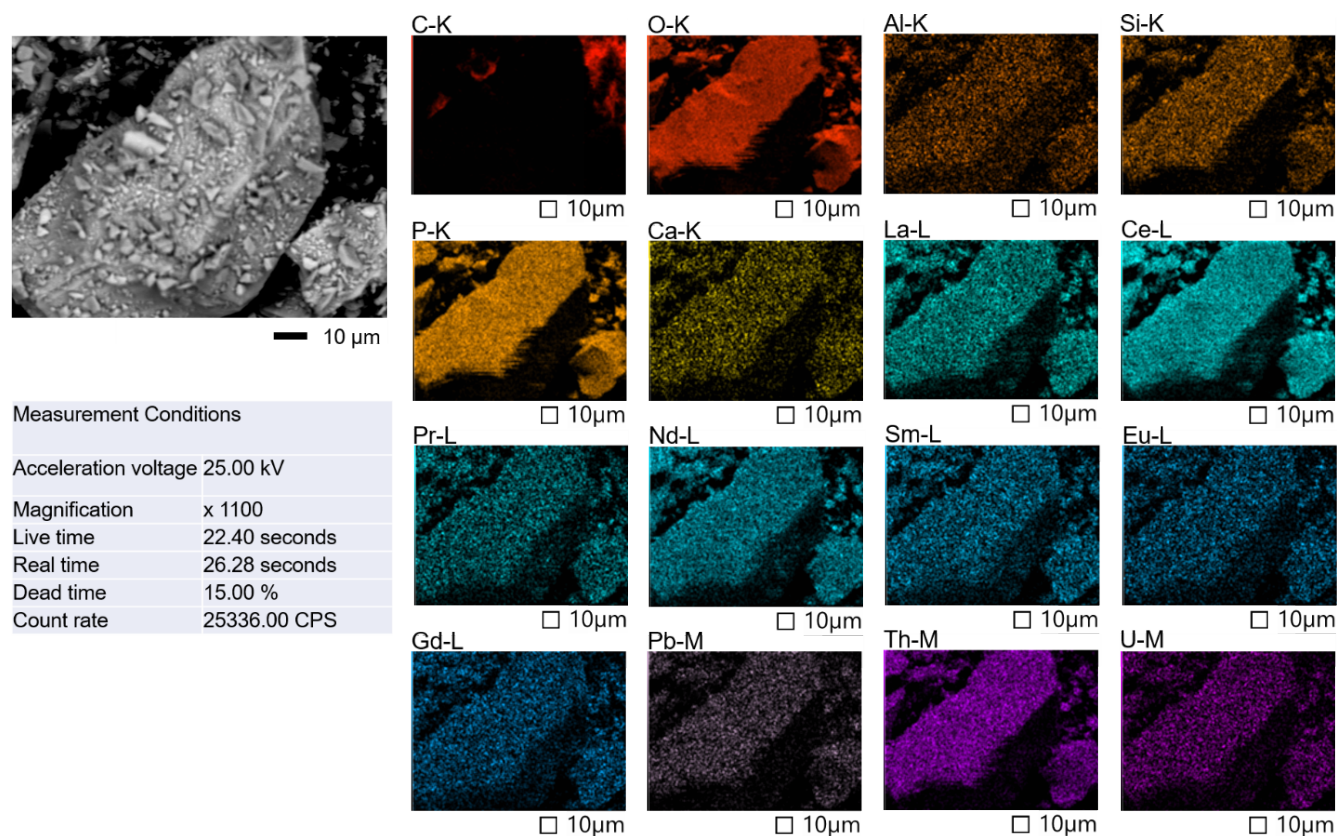 C-K
O-K
Al-K
Si-K
10μm
10μm
10μm
10μm
P-K
Ca-K
La-L
Ce-L
10 μm
10μm
10μm
10μm
10μm
Measurement Conditions
Acceleration voltage 25.00 kV
Magnification x 1100
Live time 22.40 seconds
Real time 26.28 seconds
Dead time 15.00 %
Count rate 25336.00 CPS
Pr-L
Nd-L
Sm-L
Eu-L
10μm
10μm
10μm
10μm
Gd-L
Pb-M
Th-M
U-M
10μm
10μm
10μm
10μm